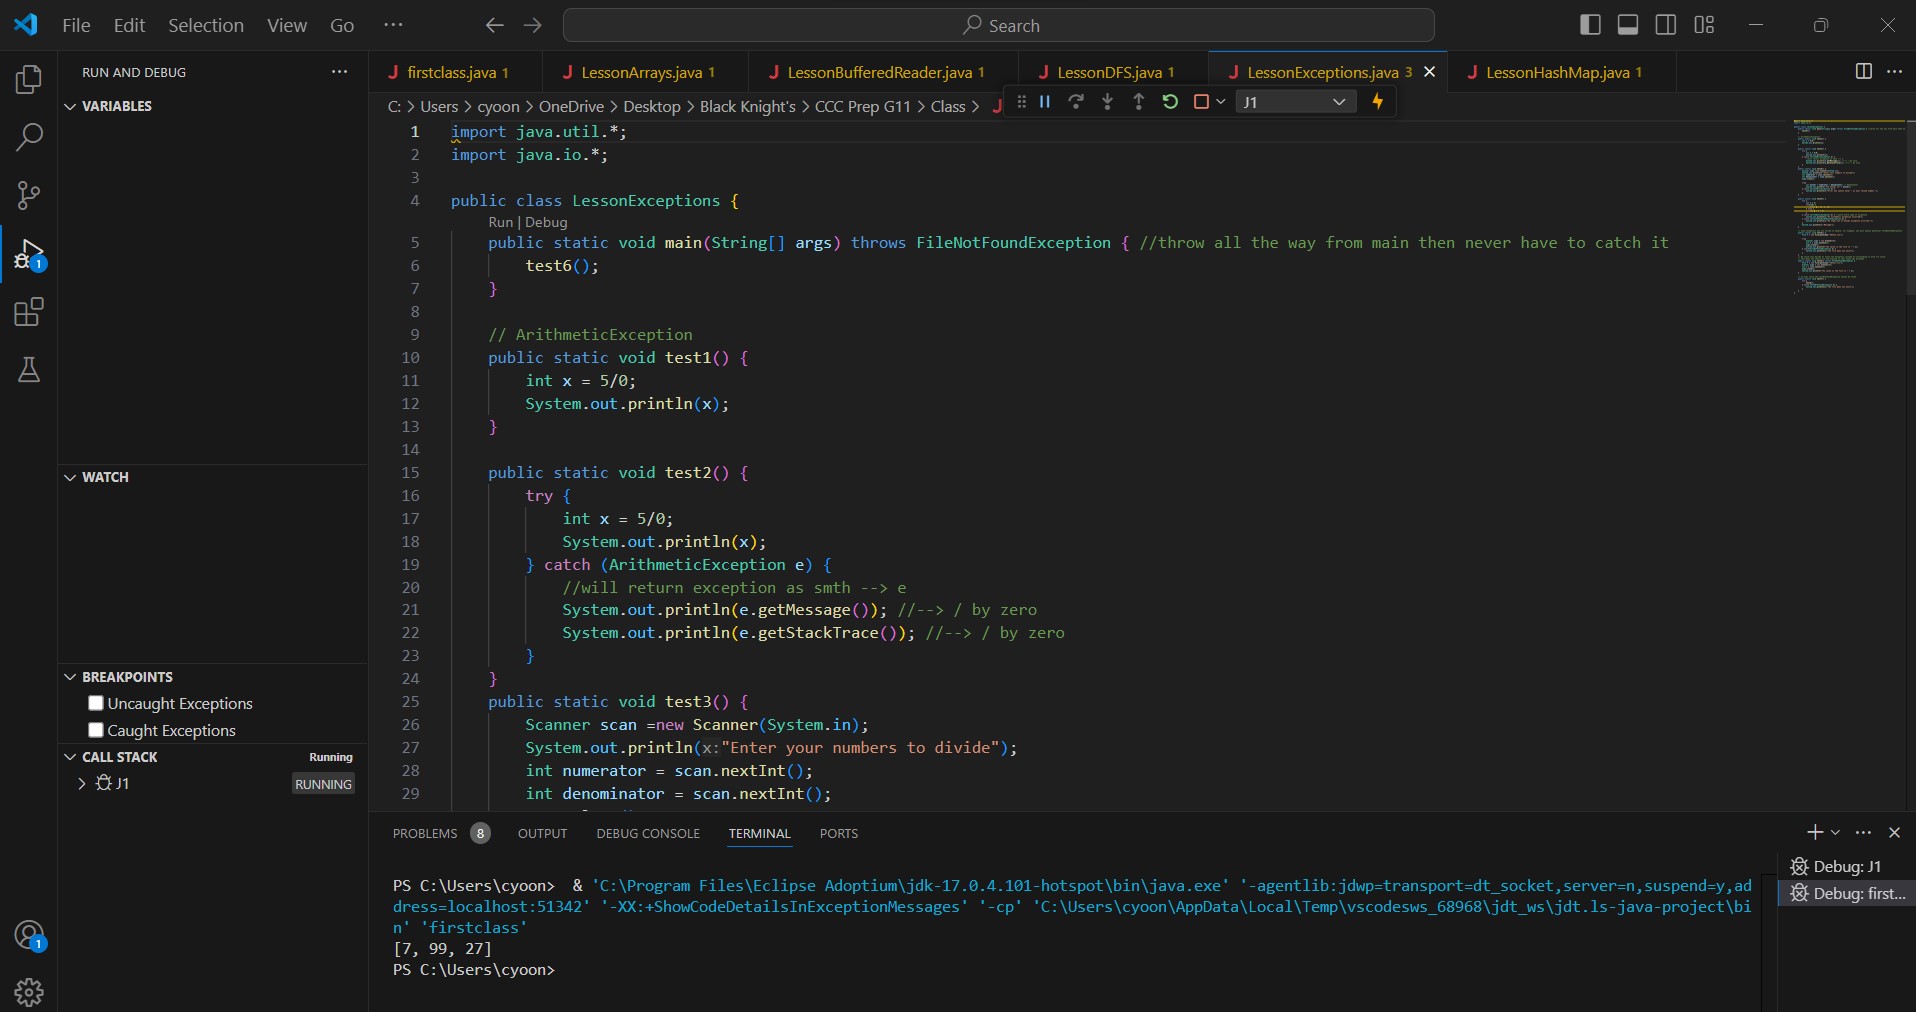 File Edit Selection View Go ··· Search
RUN AND DEBUG ···
VARIABLES
WATCH
BREAKPOINTS
Uncaught Exceptions
Caught Exceptions
CALL STACK Running
J1 RUNNING
1
1
J firstclass.java 1 J LessonArrays.java 1 J LessonBufferedReader.java 1 J LessonDFS.java 1 J LessonExceptions.java 3 J LessonHashMap.java 1
C: > Users > cyoon > OneDrive > Desktop > Black Knight's > CCC Prep G11 > Class > J
J1
1 import java.util.*;
2 import java.io.*;
3
4 public class LessonExceptions {
Run | Debug
5 public static void main(String[] args) throws FileNotFoundException { //throw all the way from main then never have to catch it
6 test6();
7 }
8
9 // ArithmeticException
10 public static void test1() {
11 int x = 5/0;
12 System.out.println(x);
13 }
14
15 public static void test2() {
16 try {
17 int x = 5/0;
18 System.out.println(x);
19 } catch (ArithmeticException e) {
20 //will return exception as smth --> e
21 System.out.println(e.getMessage()); //--> / by zero
22 System.out.println(e.getStackTrace()); //--> / by zero
23 }
24 }
25 public static void test3() {
26 Scanner scan =new Scanner(System.in);
27 System.out.println(x:"Enter your numbers to divide");
28 int numerator = scan.nextInt();
29 int denominator = scan.nextInt();
PROBLEMS 8 OUTPUT DEBUG CONSOLE TERMINAL PORTS
PS C:\Users\cyoon> & 'C:\Program Files\Eclipse Adoptium\jdk-17.0.4.101-hotspot\bin\java.exe' '-agentlib:jdwp=transport=dt_socket,server=n,suspend=y,ad
dress=localhost:51342' '-XX:+ShowCodeDetailsInExceptionMessages' '-cp' 'C:\Users\cyoon\AppData\Local\Temp\vscodesws_68968\jdt_ws\jdt.ls-java-project\bi
n' 'firstclass'
[7, 99, 27]
PS C:\Users\cyoon>
Debug: J1
Debug: first...